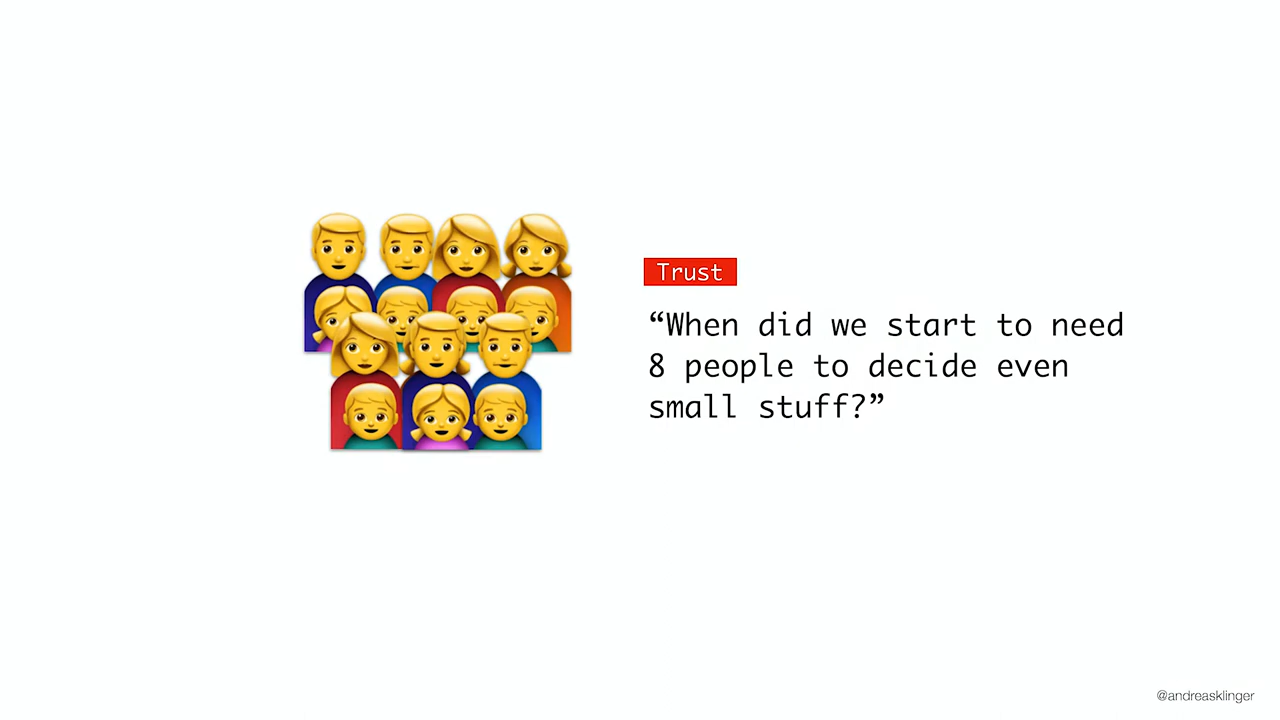 Trust
“When did we start to need
8 people to decide even
small stuff?”
@andreasklinger